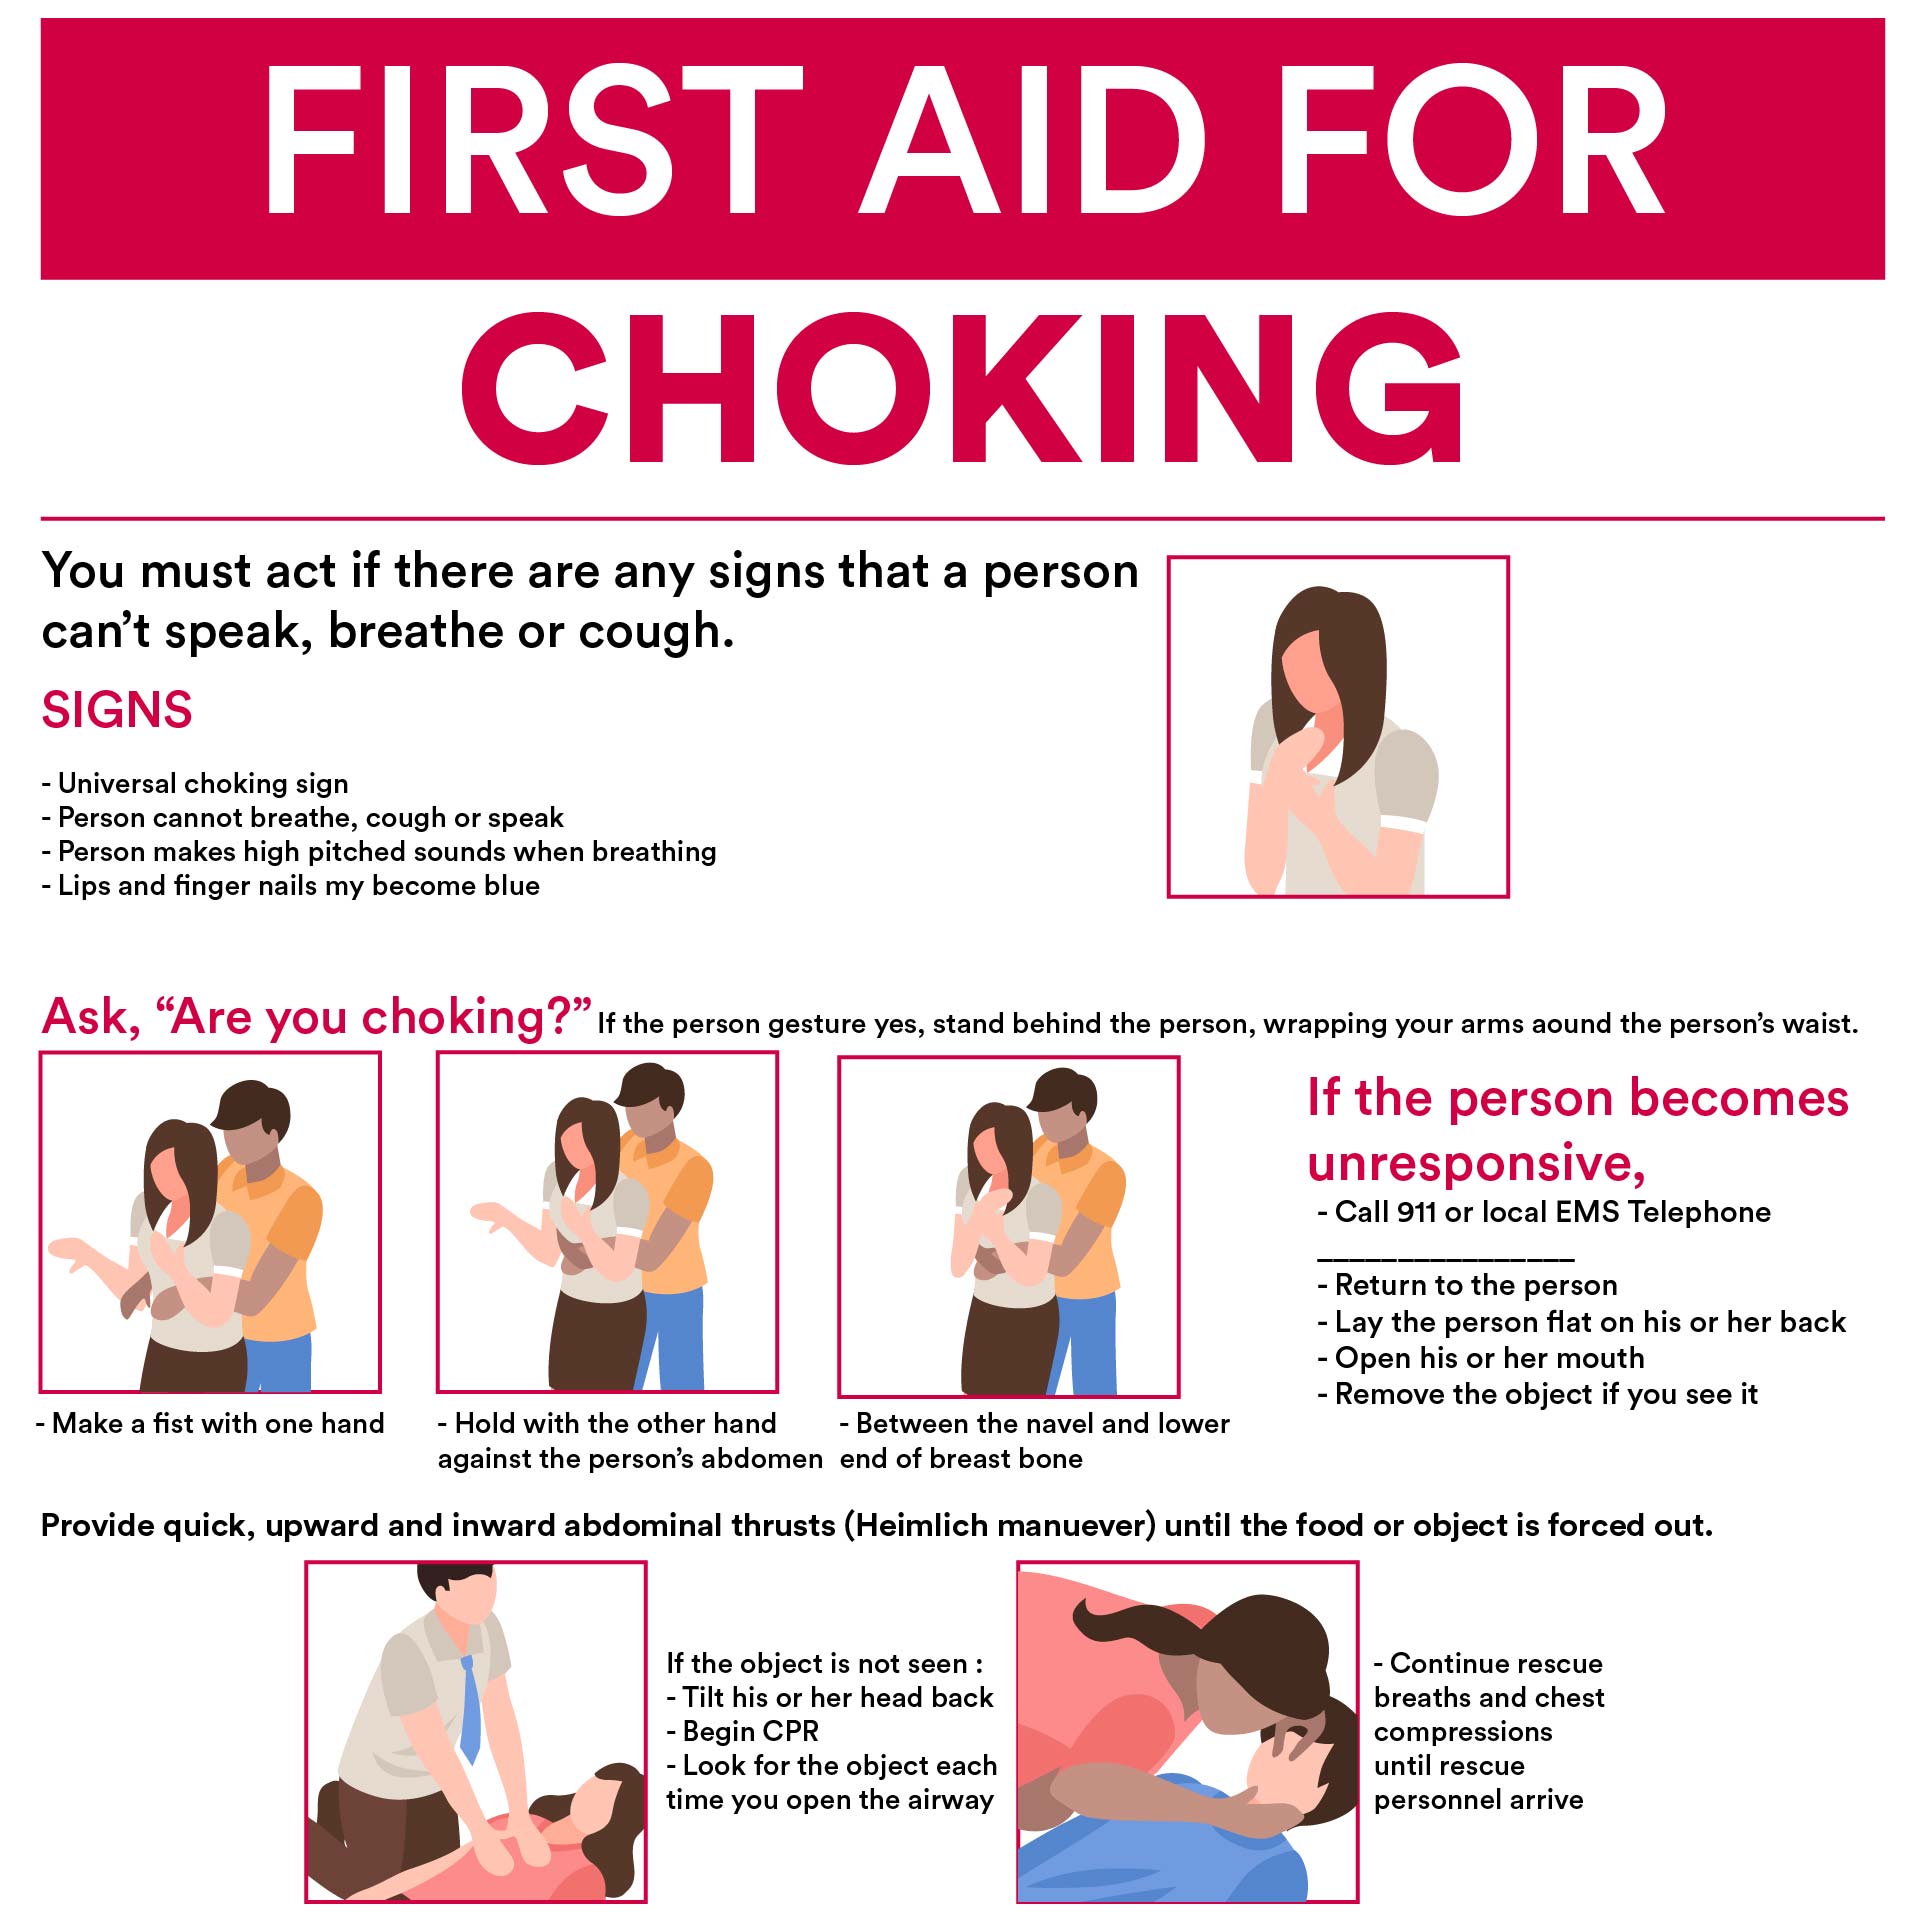 FIRST AID FOR
CHOKING
You must act if there are any signs that a person
can’t speak, breathe or cough.
SIGNS
- Universal choking sign
- Person cannot breathe, cough or speak
- Person makes high pitched sounds when breathing
- Lips and finger nails my become blue
Ask, “Are you choking?” If the person gesture yes, stand behind the person, wrapping your arms aound the person’s waist.
- Make a fist with one hand
- Hold with the other hand
against the person’s abdomen
- Between the navel and lower
end of breast bone
If the person becomes
unresponsive,
- Call 911 or local EMS Telephone
________________
- Return to the person
- Lay the person flat on his or her back
- Open his or her mouth
- Remove the object if you see it
Provide quick, upward and inward abdominal thrusts (Heimlich manuever) until the food or object is forced out.
If the object is not seen :
- Tilt his or her head back
- Begin CPR
- Look for the object each
time you open the airway
- Continue rescue
breaths and chest
compressions
until rescue
personnel arrive